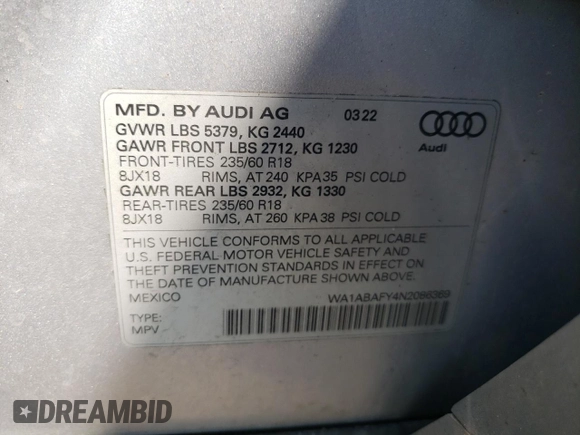 MFD. BY AUDI AG 03.22
GVWR LBS 5379, KG 2440
GAWR FRONT LBS 2712, KG 1230
FRONT-TIRES 235/60 R18
8JX18 RIMS, AT 240 KPA 35 PSI COLD
GAWR REAR LBS 2932, KG 1330
REAR-TIRES 235/60 R18
8JX18 RIMS, AT 260 KPA 38 PSI COLD
Audi
THIS VEHICLE CONFORMS TO ALL APPLICABLE
U.S. FEDERAL MOTOR VEHICLE SAFETY AND
THEFT PREVENTION STANDARDS IN EFFECT ON
THE DATE OF MANUFACTURE SHOWN ABOVE.
MEXICO WA1ABAFY4N2096369
TYPE:
MPV
DREAMBID